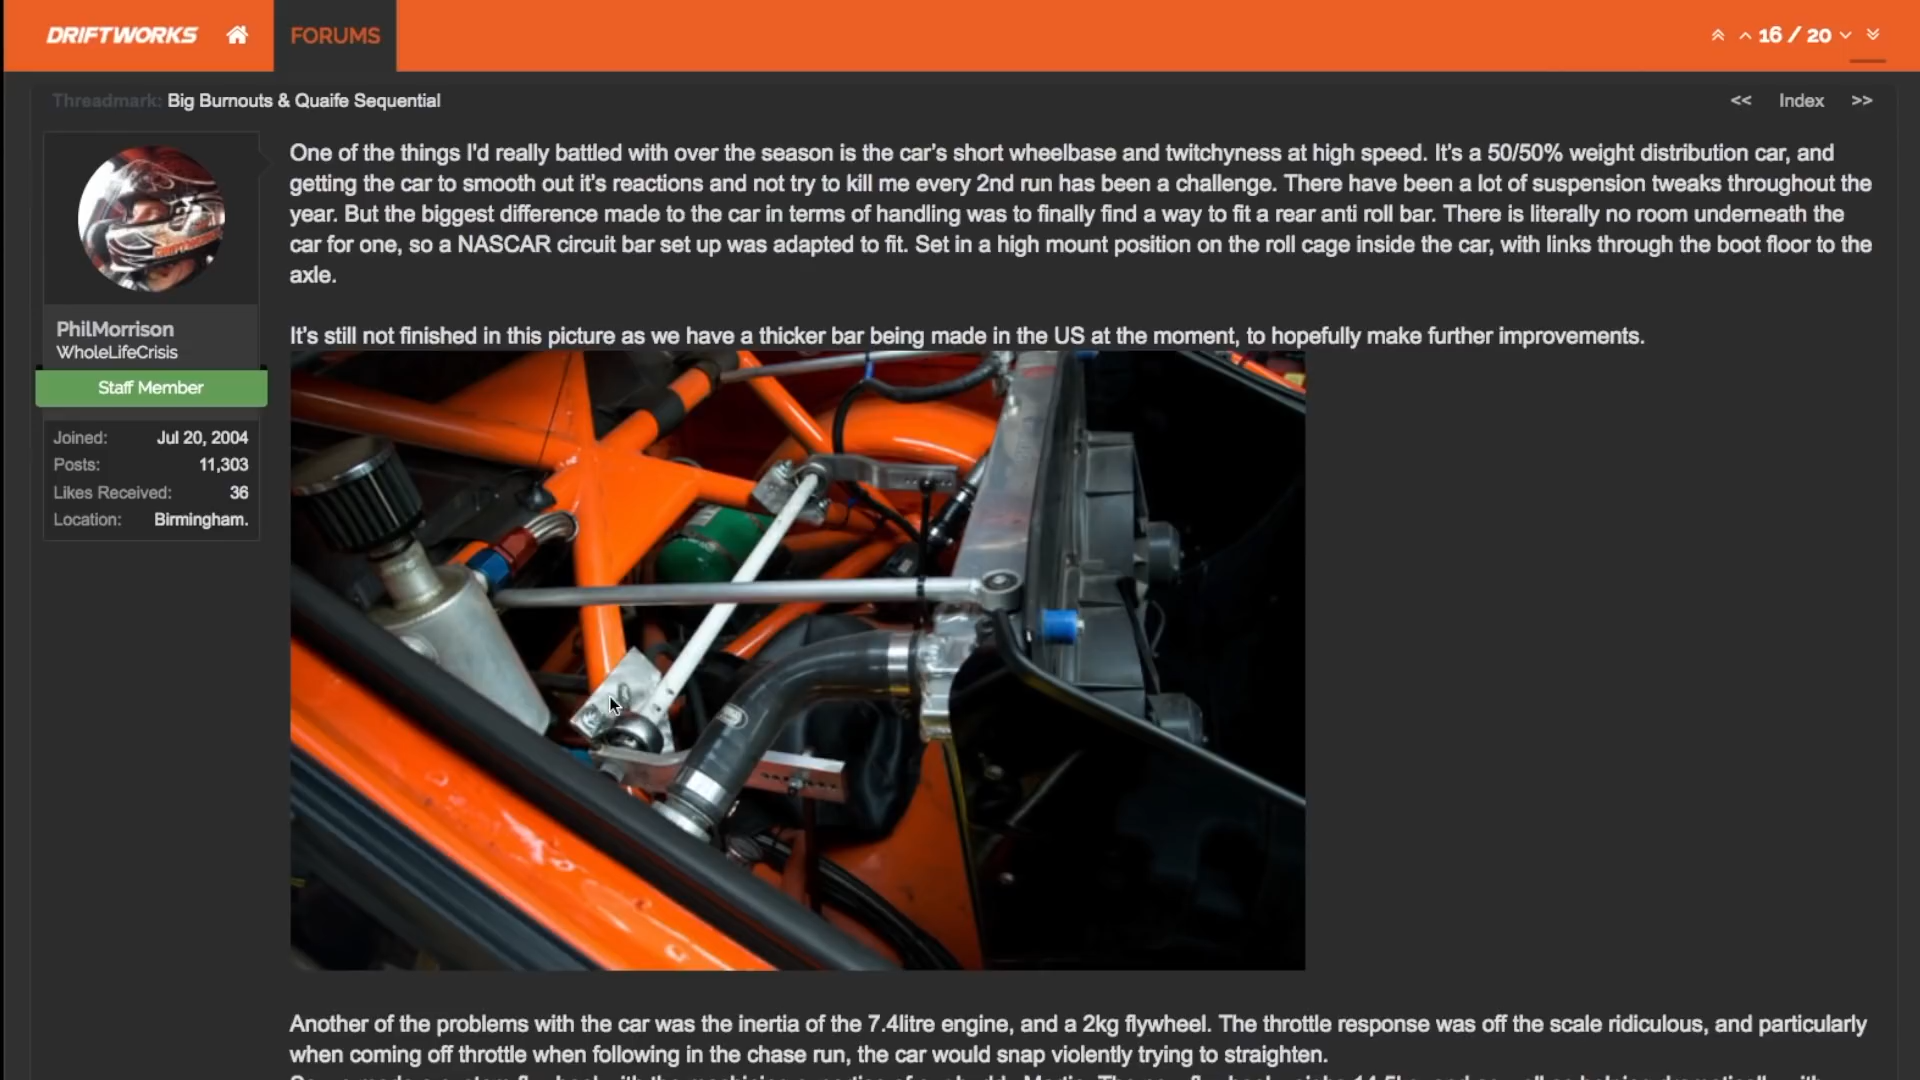 DRIFTWORKS
FORUMS
16 / 20
Threadmark: Big Burnouts & Quaife Sequential
<< Index >>
One of the things I'd really battled with over the season is the car's short wheelbase and twitchyness at high speed. It's a 50/50% weight distribution car, and
getting the car to smooth out it's reactions and not try to kill me every 2nd run has been a challenge. There have been a lot of suspension tweaks throughout the
year. But the biggest difference made to the car in terms of handling was to finally find a way to fit a rear anti roll bar. There is literally no room underneath the
car for one, so a NASCAR circuit bar set up was adapted to fit. Set in a high mount position on the roll cage inside the car, with links through the boot floor to the
axle.
PhilMorrison
WholeLifeCrisis
Staff Member
Joined: Jul 20, 2004
Posts: 11,303
Likes Received: 36
Location: Birmingham.
It's still not finished in this picture as we have a thicker bar being made in the US at the moment, to hopefully make further improvements.
Another of the problems with the car was the inertia of the 7.4litre engine, and a 2kg flywheel. The throttle response was off the scale ridiculous, and particularly
when coming off throttle when following in the chase run, the car would snap violently trying to straighten.